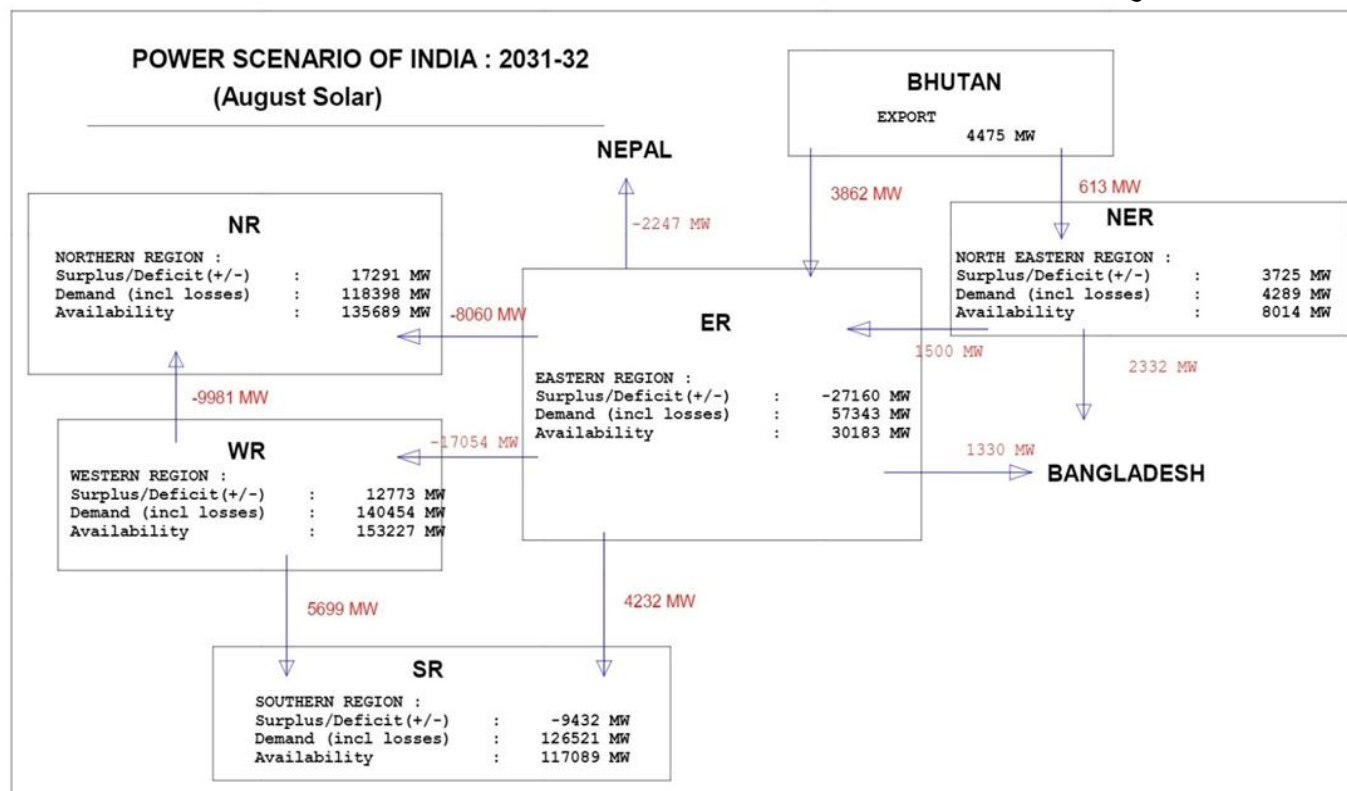 POWER SCENARIO OF INDIA : 2031-32
(August Solar)
BHUTAN
EXPORT
4475 MW
NEPAL
3862 MW
613 MW
-2247 MW
NR
NORTHERN REGION :
Surplus/Deficit(+/-) : 17291 MW
Demand (incl losses) : 118398 MW
Availability : 135689 MW
NER
NORTH EASTERN REGION :
Surplus/Deficit(+/-) : 3725 MW
Demand (incl losses) : 4289 MW
Availability : 8014 MW
-8060 MW
ER
EASTERN REGION :
Surplus/Deficit(+/-) : -27160 MW
Demand (incl losses) : 57343 MW
Availability : 30183 MW
1500 MW
2332 MW
-9981 MW
-17054 MW
1330 MW
BANGLADESH
WR
WESTERN REGION :
Surplus/Deficit(+/-) : 12773 MW
Demand (incl losses) : 140454 MW
Availability : 153227 MW
5699 MW
4232 MW
SR
SOUTHERN REGION :
Surplus/Deficit(+/-) : -9432 MW
Demand (incl losses) : 126521 MW
Availability : 117089 MW